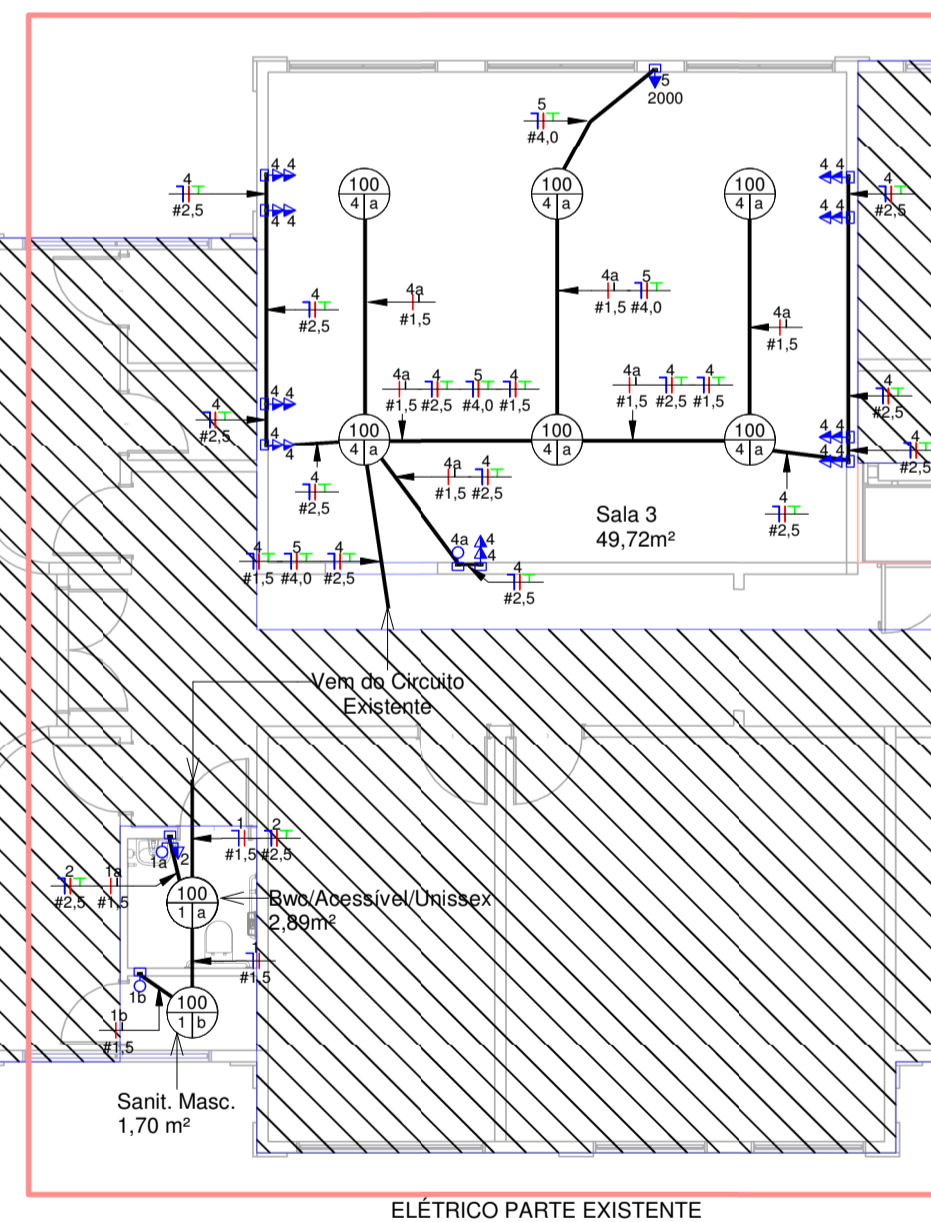 5
2000
5
#4,0
4 4
4 4
4
#2,5
4 4
4
#2,5
4 4
4 4
100
4 a
100
4 a
100
4 a
4
#2,5
4a
#1,5
4a 5
#1,5 #4,0
4a
#1,5
4a 4 5 4
#1,5 #2,5 #4,0 #1,5
4a 4 4
#1,5 #2,5 #1,5
4
#2,5
4 4
4
#2,5
4
100
4 a
100
4 a
100
4 a
4 4
4 4
4
#2,5
4
#2,5
4a 4
#1,5 #2,5
4
#2,5
Sala 3
49,72m²
4a 4
4
4 5 4
#1,5 #4,0 #2,5
4
#2,5
Vem do Circuito
Existente
1 2
#1,5 #2,5
1a 2
2 1a
#2,5 #1,5
100
1 a
Bwc/Acessível/Unissex
2,89m²
1
#1,5
1b
100
1 b
1b
#1,5
Sanit. Masc.
1,70 m²
ELÉTRICO PARTE EXISTENTE